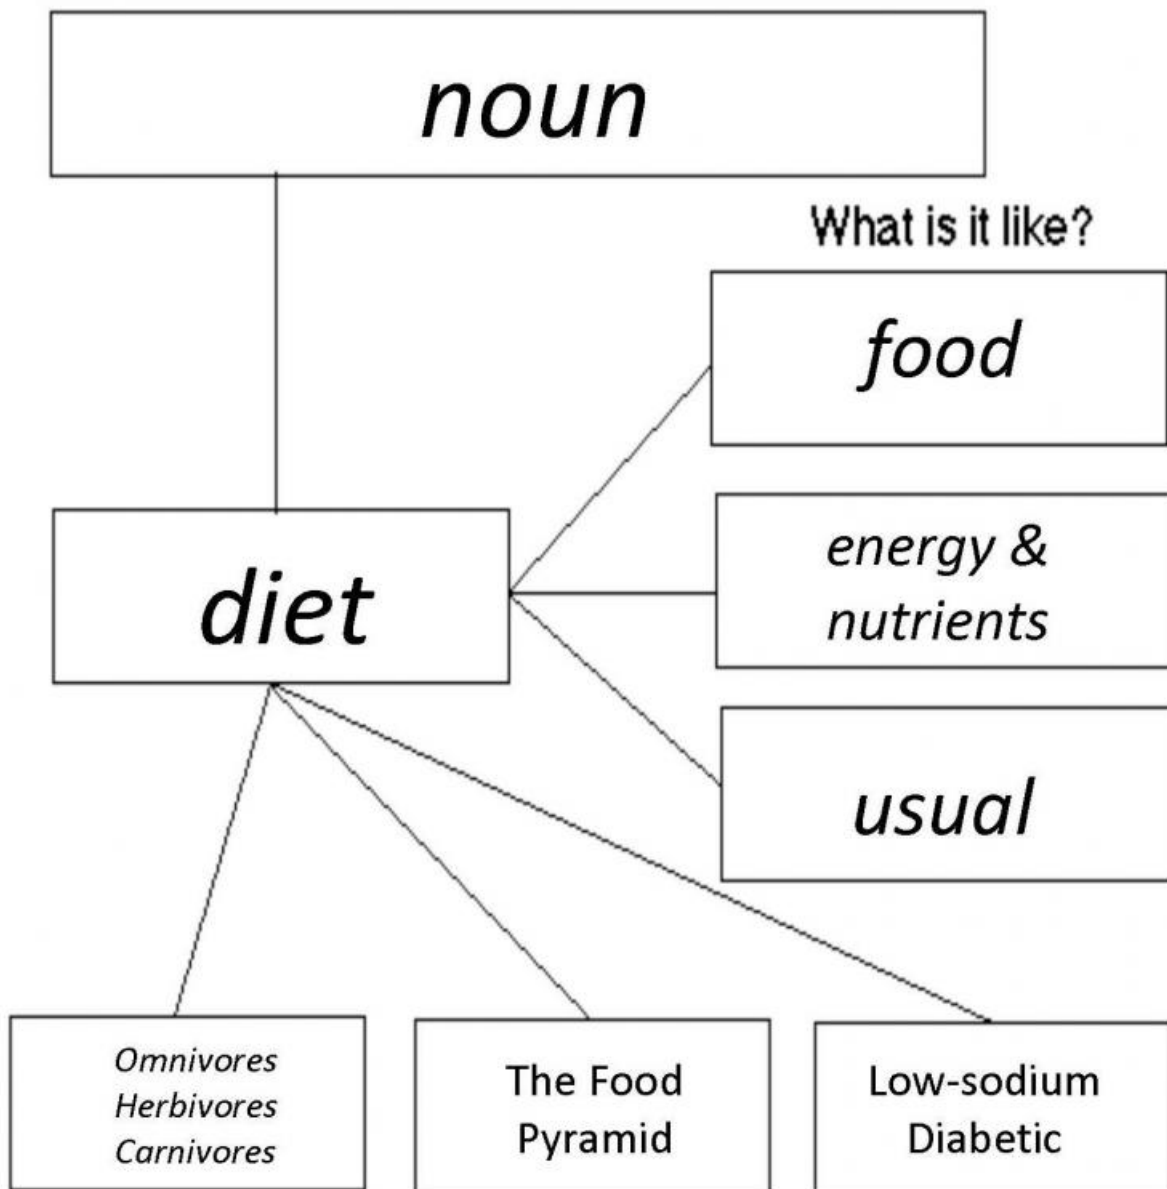 noun
What is it like?
food
diet
energy &
nutrients
usual
Omnivores
Herbivores
Carnivores
The Food
Pyramid
Low-sodium
Diabetic